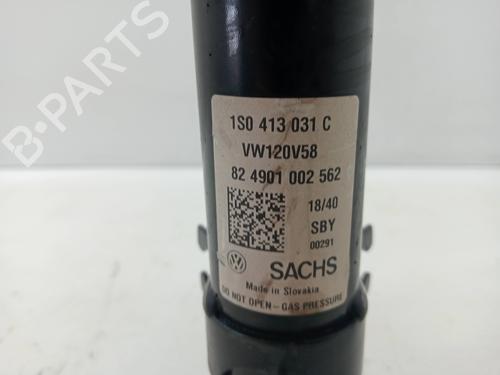 1S0 413 031 C
VW120V58
82 4901 002 562
18/40
SBY
00291
SACHS
Made in Slovakia
DO NOT OPEN-GAS PRESSURE
B-PARTS